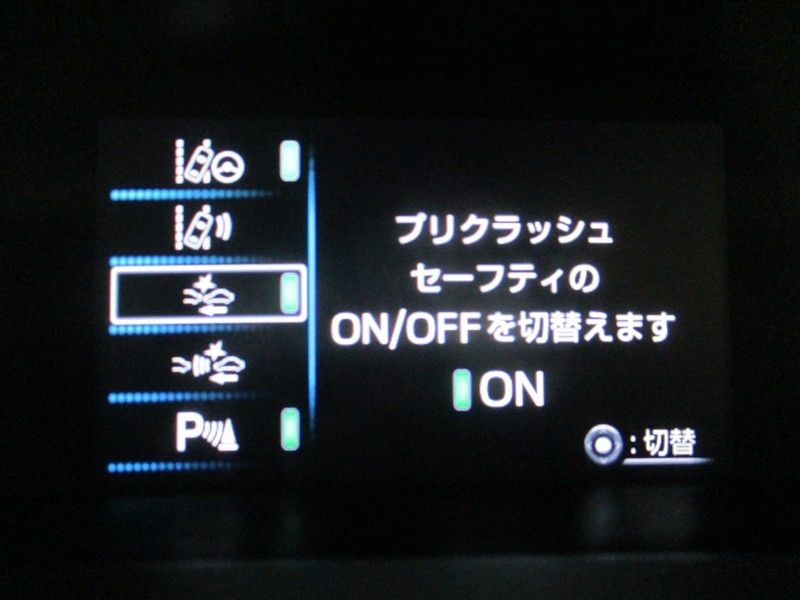 プリクラッシュ
セーフティの
ON/OFFを切替えます
ON
:切替
P